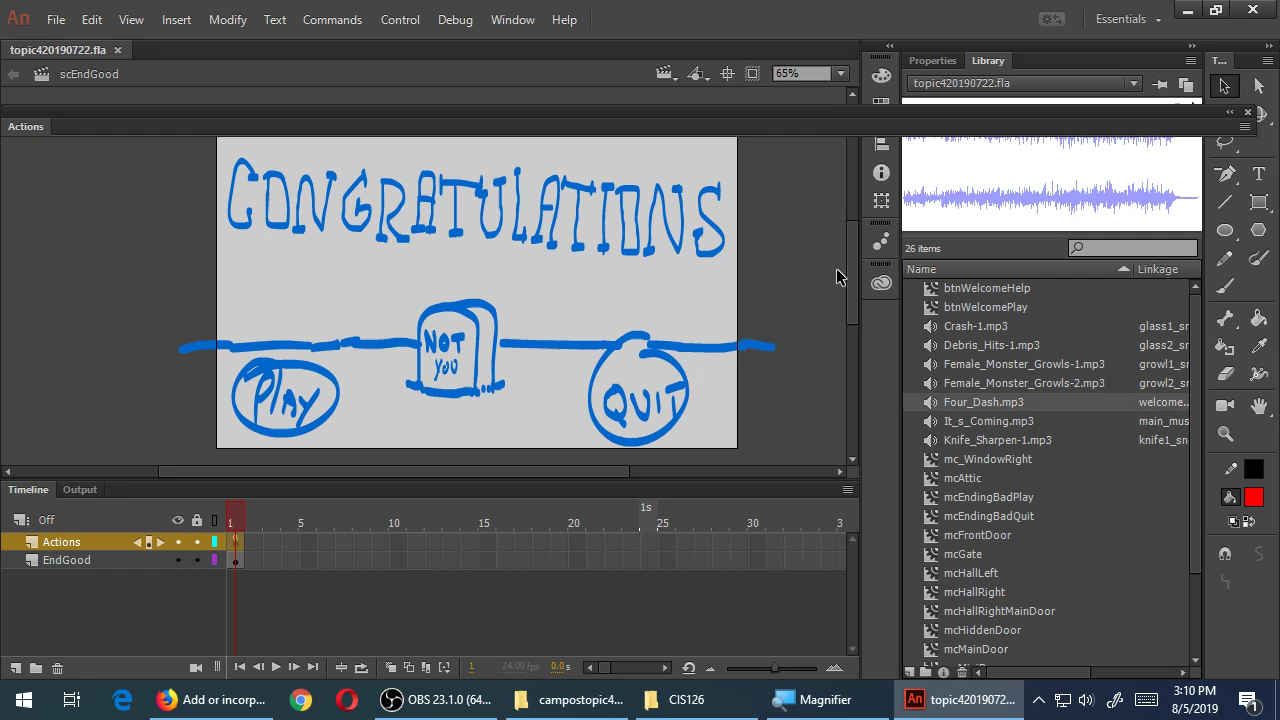 An File Edit View Insert Modify Text Commands Control Debug Window Help Essentials
topic420190722.fla ×
scEndGood 65%
Properties Library T...
topic420190722.fla
Actions
CONGRATULATIONS
NOT
YOU
PLAY
QUIT
26 items
Name Linkage
btnWelcomeHelp
btnWelcomePlay
Crash-1.mp3 glass1_sn
Debris_Hits-1.mp3 glass2_sn
Female_Monster_Growls-1.mp3 growl1_sn
Female_Monster_Growls-2.mp3 growl2_sn
Four_Dash.mp3 welcome..
It_s_Coming.mp3 main_mus
Knife_Sharpen-1.mp3 knife1_sn
mc_WindowRight
mcAttic
mcEndingBadPlay
mcEndingBadQuit
mcFrontDoor
mcGate
mcHallLeft
mcHallRight
mcHallRightMainDoor
mcHiddenDoor
mcMainDoor
Timeline Output
Off 1 5 10 15 20 1s 25 30 3
Actions
EndGood
1 24.00 fps 0.0s
Add or incorp... OBS 23.1.0 (64... campostopic4... CIS126 Magnifier An topic420190722... 3:10 PM
8/5/2019 1